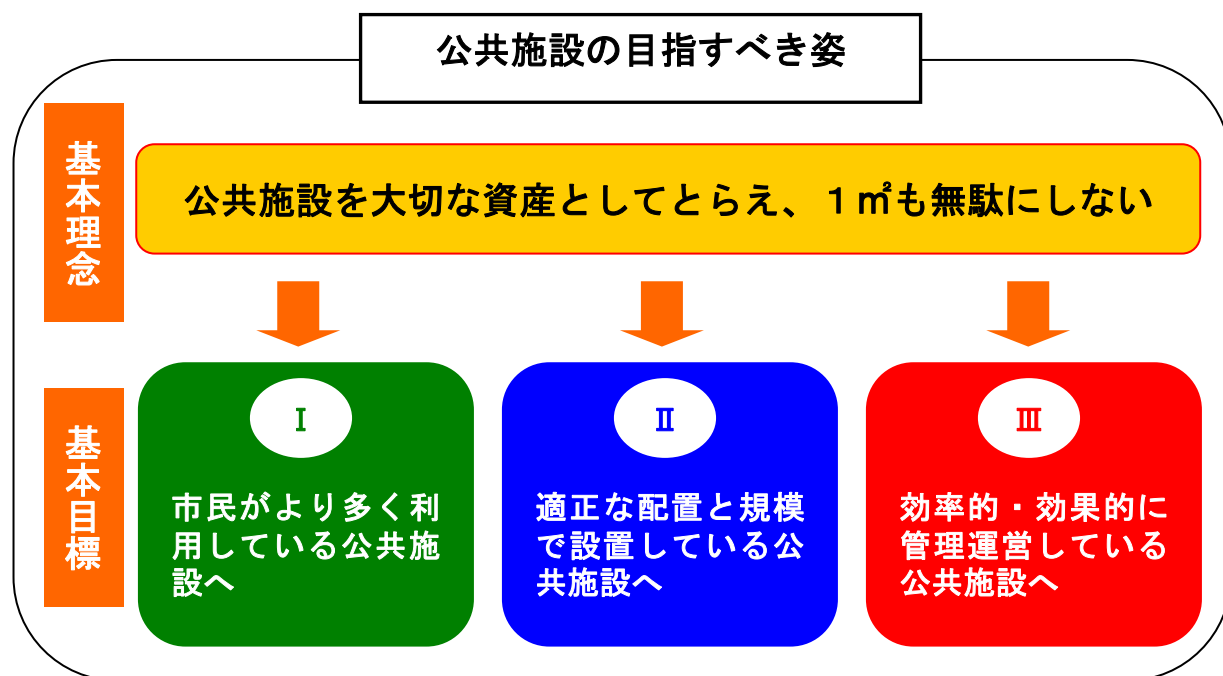 公共施設の目指すべき姿
基本理念
公共施設を大切な資産としてとらえ、１㎡も無駄にしない
基本目標
Ⅰ
市民がより多く利
用している公共施
設へ
Ⅱ
適正な配置と規模
で設置している公
共施設へ
Ⅲ
効率的・効果的に
管理運営している
公共施設へ